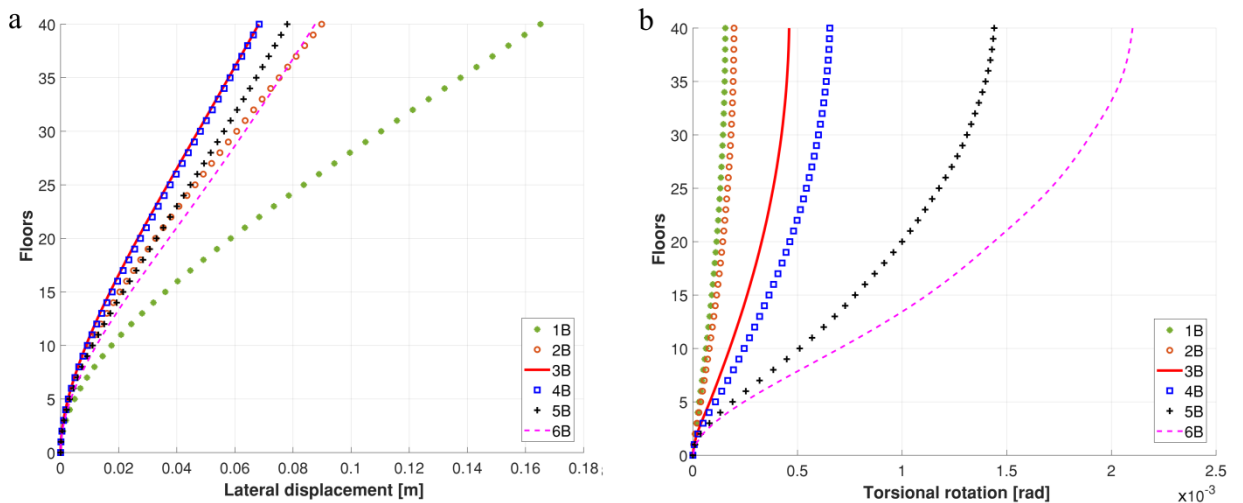 a
40
35
30
25
20
15
10
5
0
Floors
0
0.02
0.04
0.06
0.08
0.1
0.12
0.14
0.16
0.18
Lateral displacement [m]
1B
2B
3B
4B
5B
6B
b
40
35
30
25
20
15
10
5
0
Floors
0
0.5
1
1.5
2
2.5
×10-3
Torsional rotation [rad]
1B
2B
3B
4B
5B
6B